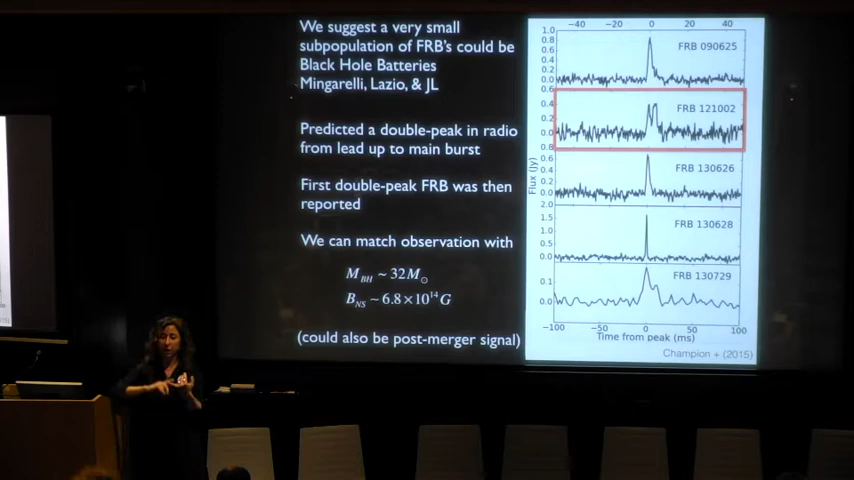 We suggest a very small
subpopulation of FRB's could be
Black Hole Batteries
Mingarelli, Lazio, & JL
Predicted a double-peak in radio
from lead up to main burst
First double-peak FRB was then
reported
We can match observation with
M_BH ~ 32M_⊙
B_NS ~ 6.8 × 10^14 G
(could also be post-merger signal)
−40 −20 0 20 40
1.0
0.8
0.6
0.4
0.2
0.0
FRB 090625
0.6
0.4
0.2
0.0
FRB 121002
0.8
0.6
0.4
0.2
0.0
FRB 130626
2.0
1.5
1.0
0.5
0.0
FRB 130628
0.1
0.0
FRB 130729
Flux (Jy)
−100 −50 0 50 100
Time from peak (ms)
Champion + (2015)